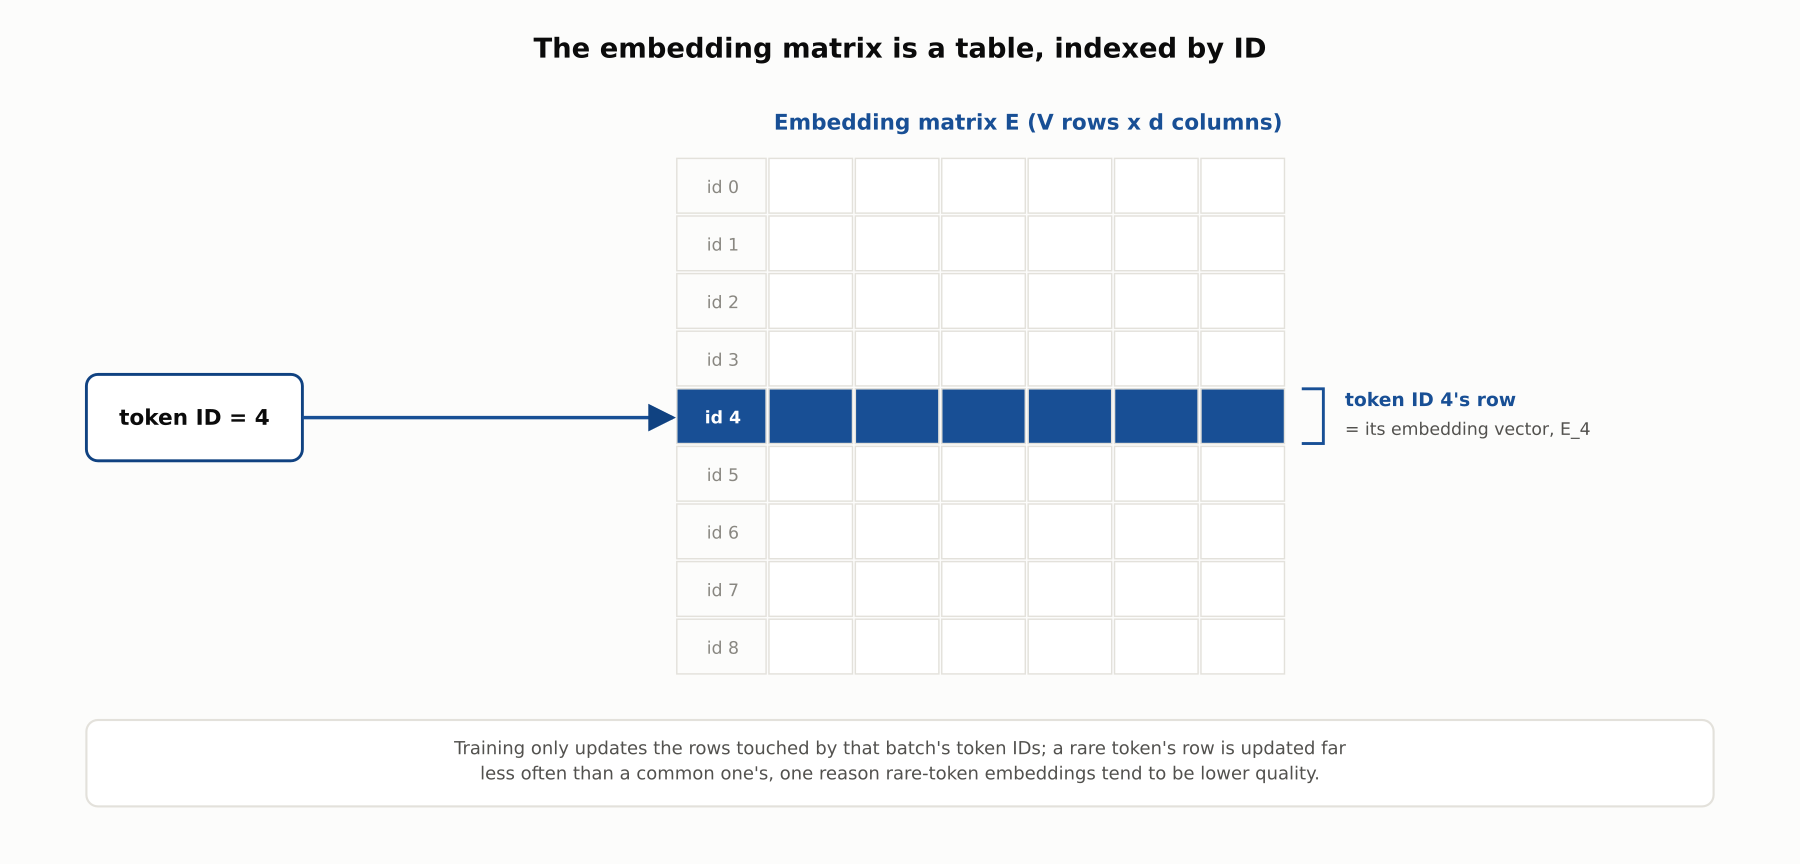 The embedding matrix is a table, indexed by ID
Embedding matrix E (V rows x d columns)
id 0
id 1
id 2
id 3
token ID = 4
id 4
token ID 4's row
= its embedding vector, E_4
id 5
id 6
id 7
id 8
Training only updates the rows touched by that batch's token IDs; a rare token's row is updated far
less often than a common one's, one reason rare-token embeddings tend to be lower quality.